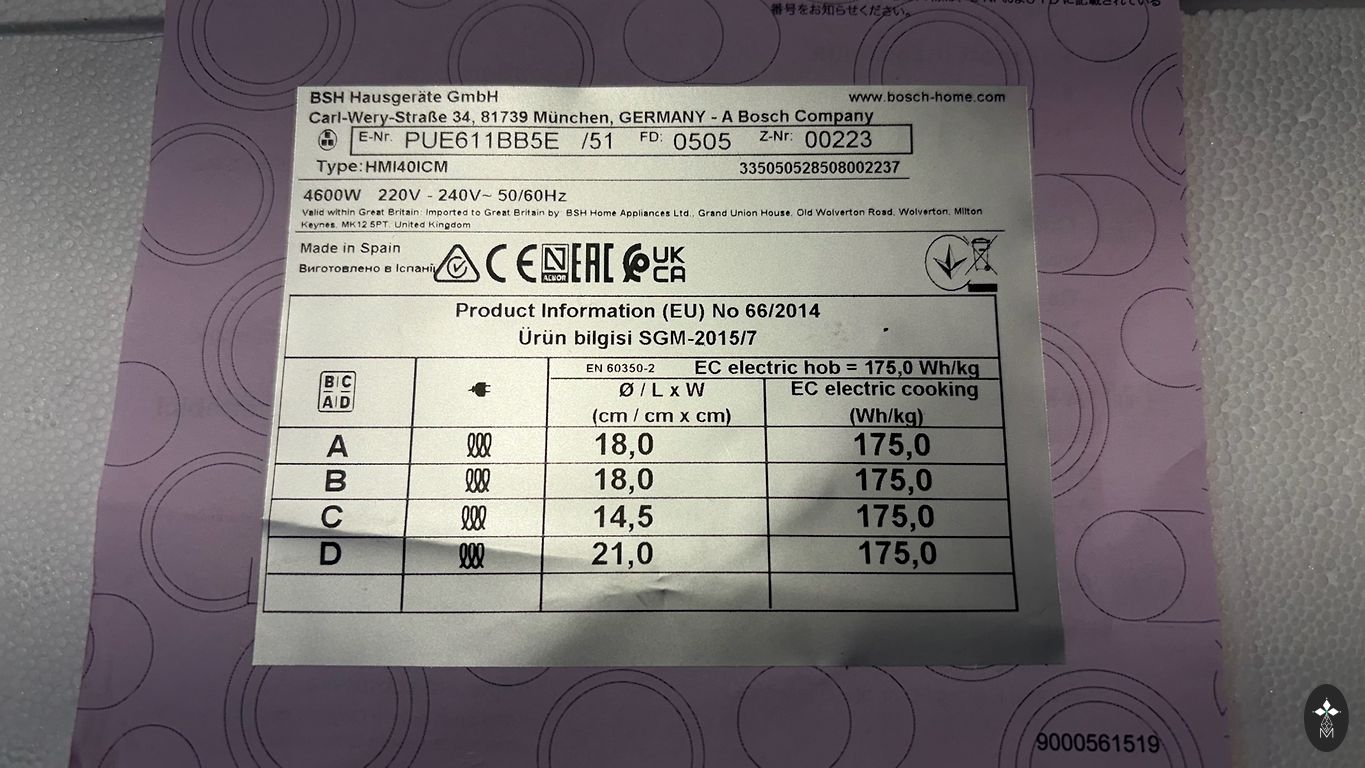 番号をお知らせください。
BSH Hausgeräte GmbH www.bosch-home.com
Carl-Wery-Straße 34, 81739 München, GERMANY - A Bosch Company
E-Nr. PUE611BB5E /51 FD: 0505 Z-Nr: 00223
Type: HMI40ICM 335050528508002237
4600W 220V - 240V~ 50/60Hz
Valid within Great Britain: Imported to Great Britain by: BSH Home Appliances Ltd., Grand Union House, Old Wolverton Road, Wolverton, Milton
Keynes, MK12 5PT, United Kingdom
Made in Spain
Виготовлено в Іспанії
CE N AENOR EAC UK
CA
Product Information (EU) No 66/2014
Ürün bilgisi SGM-2015/7
EN 60350-2 EC electric hob = 175,0 Wh/kg
B C
A D
Ø / L x W EC electric cooking
(cm / cm x cm) (Wh/kg)
A 18,0 175,0
B 18,0 175,0
C 14,5 175,0
D 21,0 175,0
9000561519
M